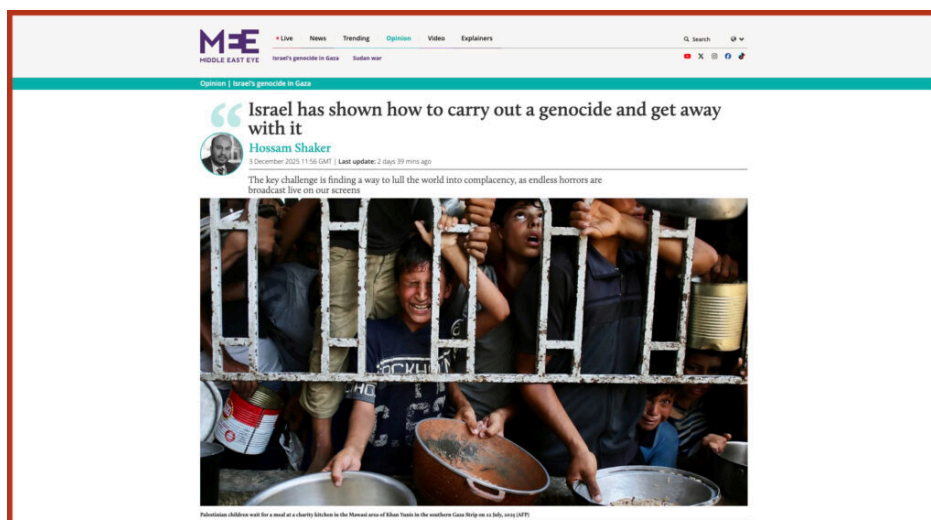 MEE
MIDDLE EAST EYE
Live News Trending Opinion Video Explainers
Search
Israel's genocide in Gaza Sudan war
Opinion | Israel's genocide in Gaza
Israel has shown how to carry out a genocide and get away
with it
Hossam Shaker
3 December 2025 11:56 GMT | Last update: 2 days 39 mins ago
The key challenge is finding a way to lull the world into complacency, as endless horrors are
broadcast live on our screens
Palestinian children wait for a meal at a charity kitchen in the Mawasi area of Khan Yunis in the southern Gaza Strip on 22 July, 2025 (AFP)